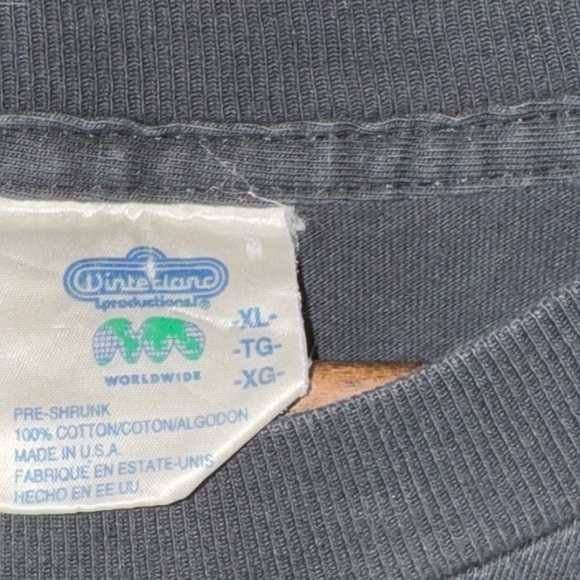 Winterland
productions®
WORLDWIDE
-XL-
-TG-
-XG-
PRE-SHRUNK
100% COTTON/COTON/ALGODON
MADE IN U.S.A.
FABRIQUÉ EN ESTATE-UNIS
HECHO EN EE.UU.